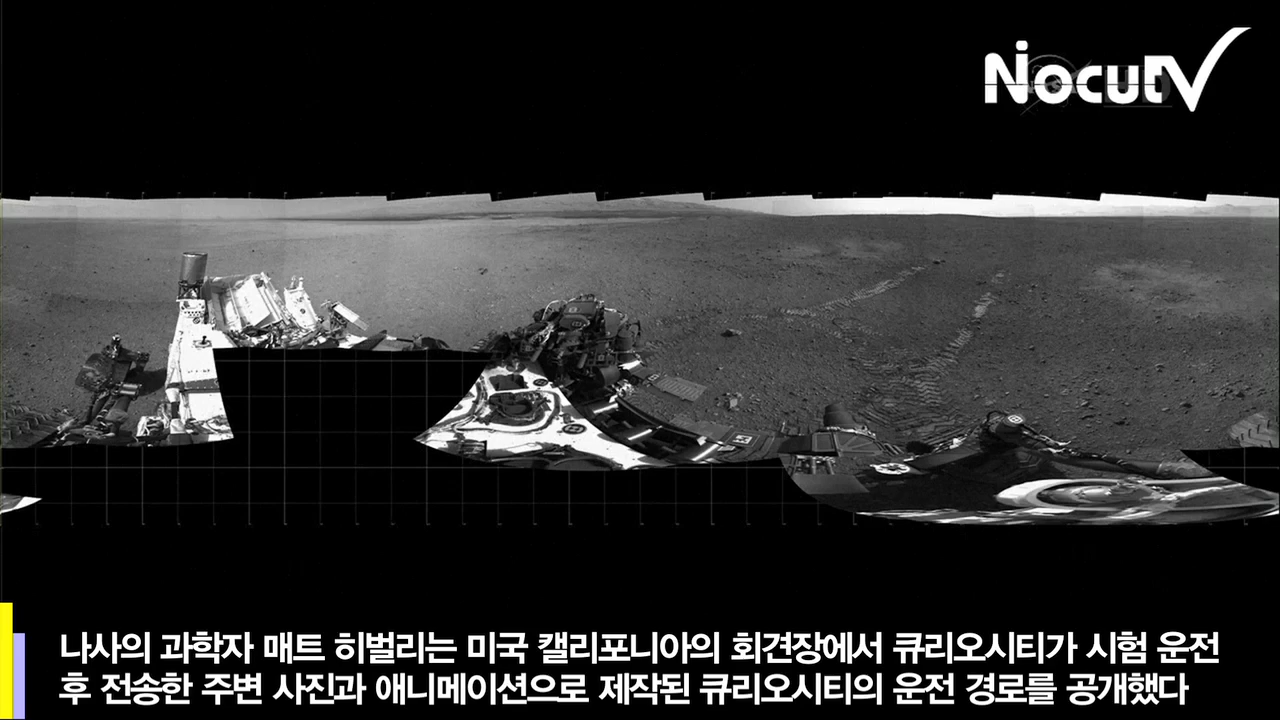 NocutV
나사의 과학자 매트 히벌리는 미국 캘리포니아의 회견장에서 큐리오시티가 시험 운전
후 전송한 주변 사진과 애니메이션으로 제작된 큐리오시티의 운전 경로를 공개했다